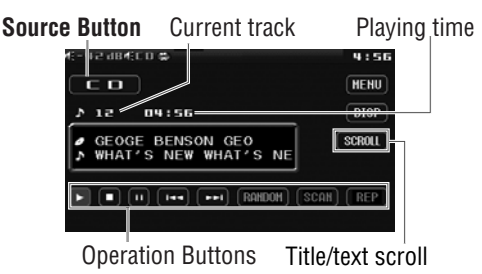 Source Button Current track Playing time
4:56
CD MENU
♪ 12 04:56 DISP
GEOGE BENSON GEO SCROLL
♪ WHAT'S NEW WHAT'S NE
RANDOM SCAN REP
Operation Buttons Title/text scroll